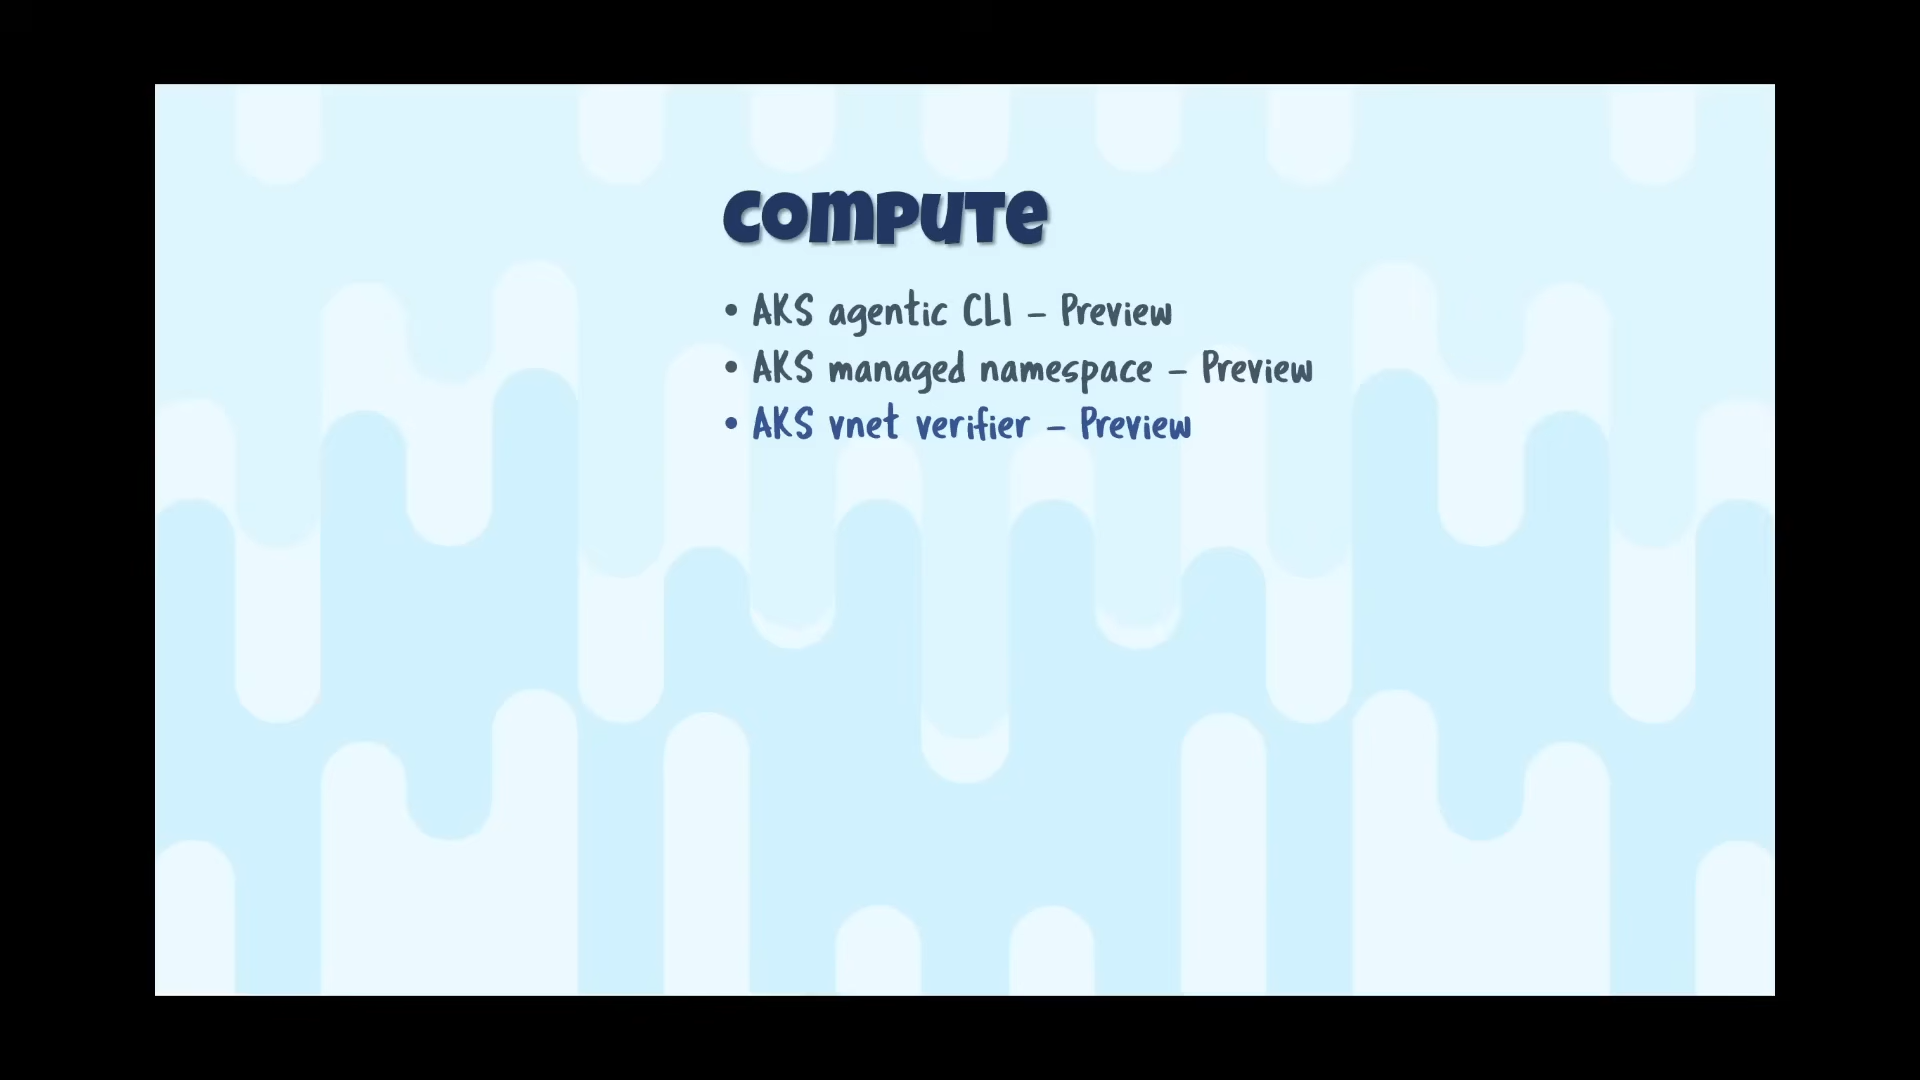 Compute
• AKS agentic CLI – Preview
• AKS managed namespace – Preview
• AKS vnet verifier – Preview